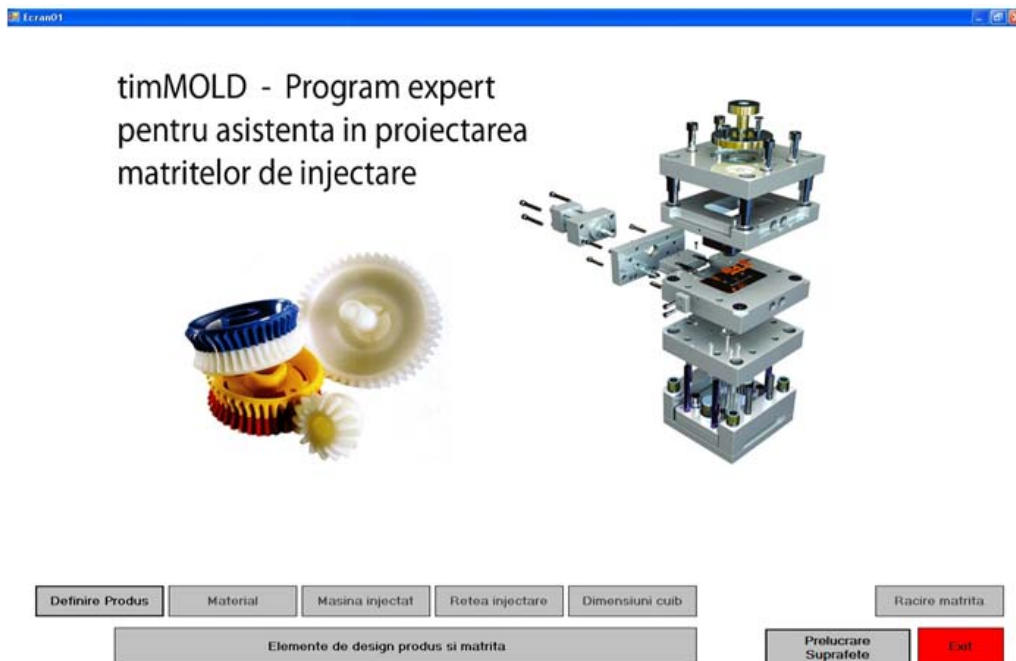 Ecran01
timMOLD - Program expert
pentru asistenta in proiectarea
matritelor de injectare
Definire Produs
Material
Masina injectat
Retea injectare
Dimensiuni cuib
Racire matrita
Elemente de design produs si matrita
Prelucrare
Suprafete
Exit